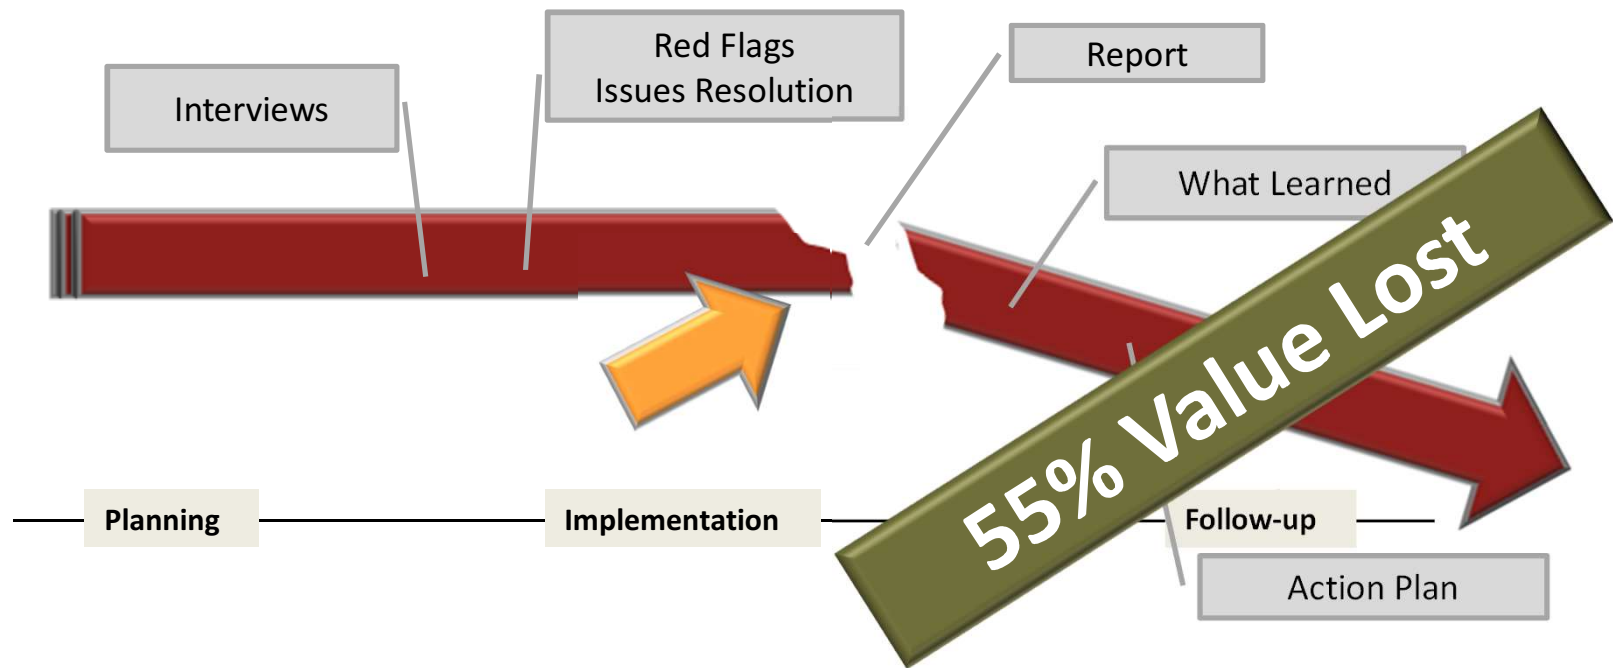 Interviews
Red Flags
Issues Resolution
Report
What Learned
55% Value Lost
Planning
Implementation
Follow-up
Action Plan